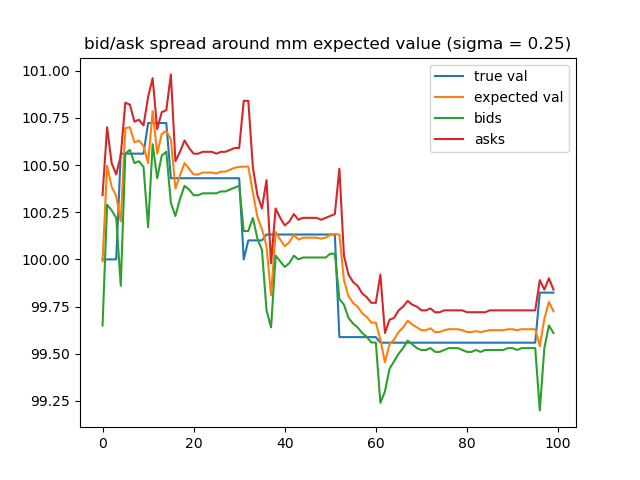 bid/ask spread around mm expected value (sigma = 0.25)
101.00
100.75
100.50
100.25
100.00
99.75
99.50
99.25
true val
expected val
bids
asks
0 20 40 60 80 100